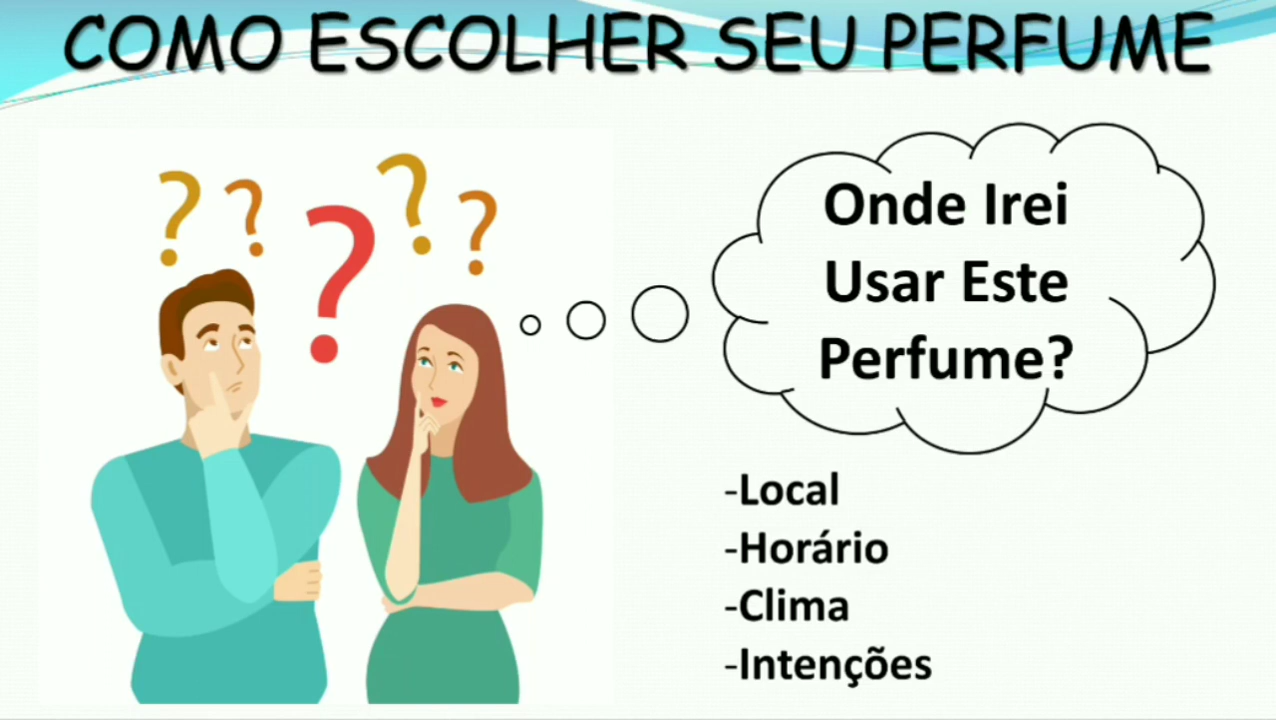 COMO ESCOLHER SEU PERFUME
? ? ? ? ?
Onde Irei
Usar Este
Perfume?
-Local
-Horário
-Clima
-Intenções